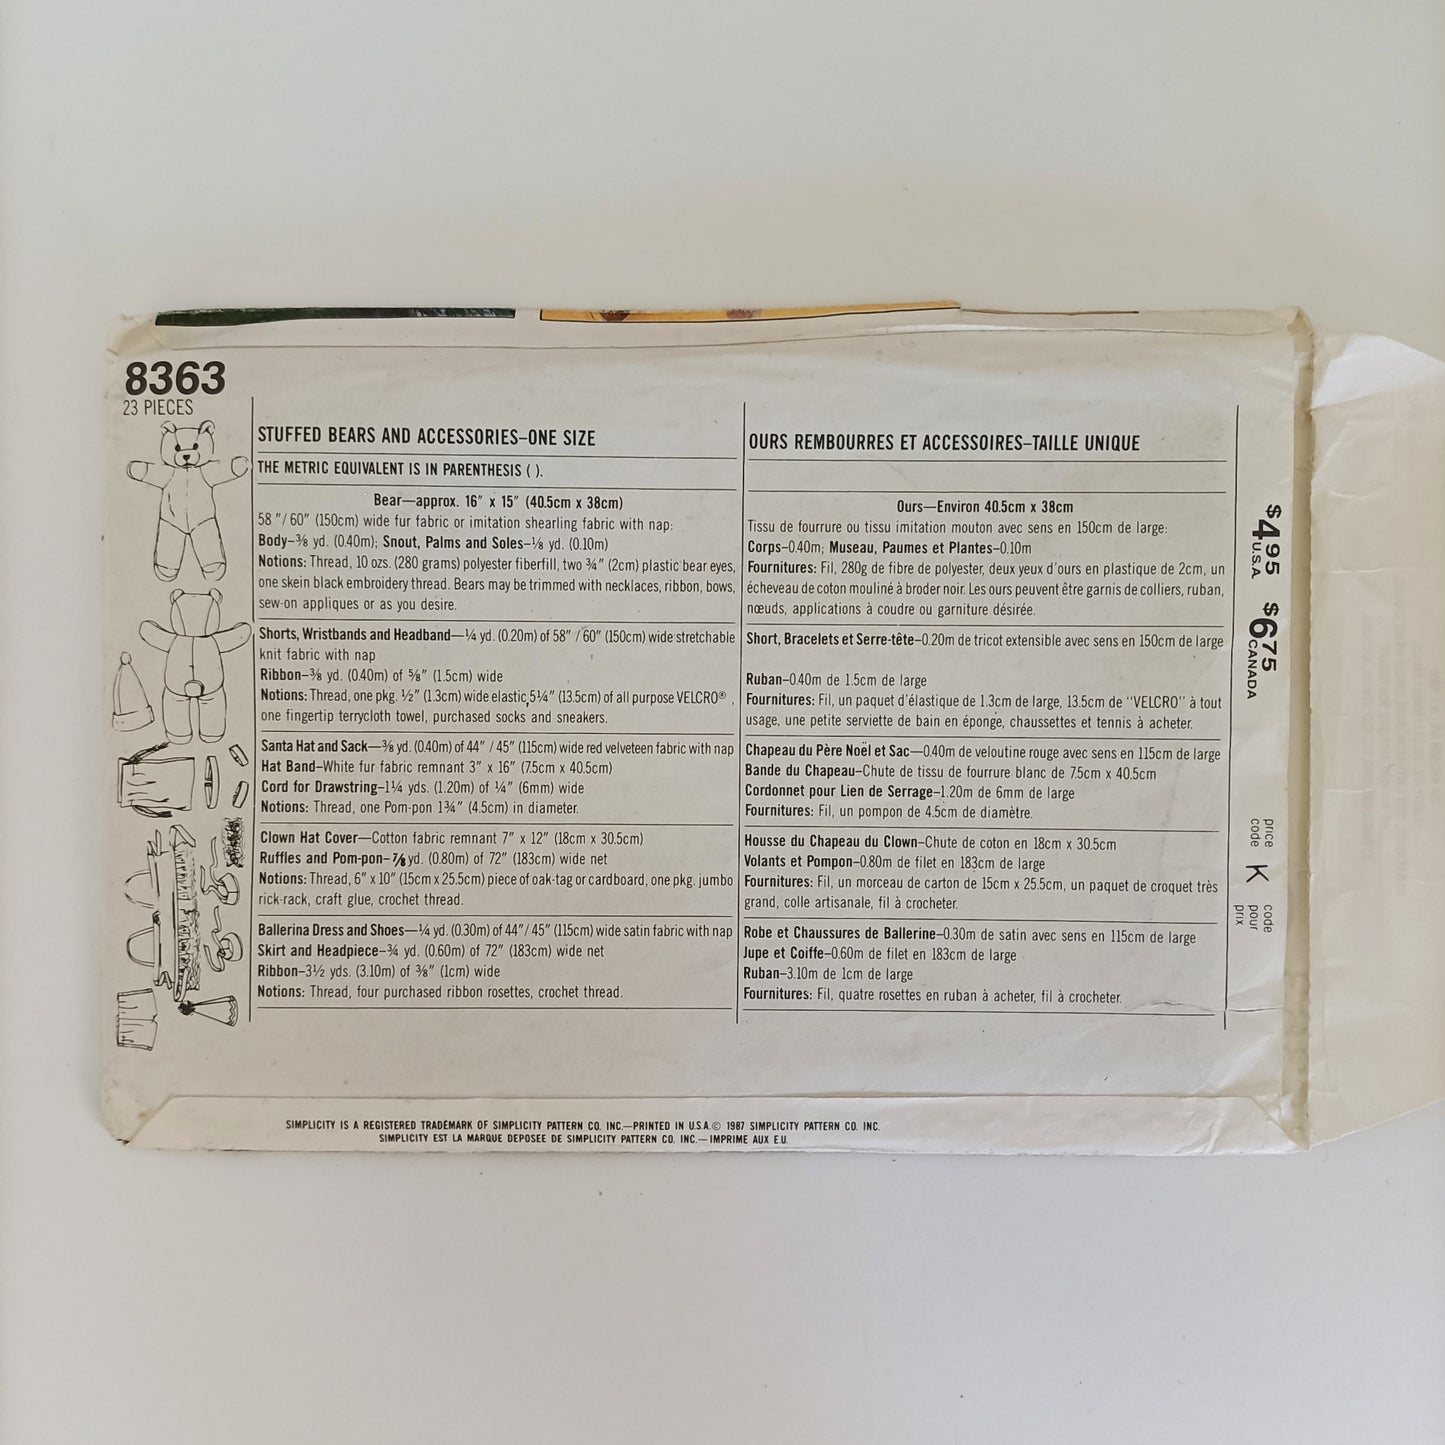 8363
23 PIECES
STUFFED BEARS AND ACCESSORIES–ONE SIZE
THE METRIC EQUIVALENT IS IN PARENTHESIS ( ).
Bear—approx. 16" x 15" (40.5cm x 38cm)
58 "/60" (150cm) wide fur fabric or imitation shearling fabric with nap:
Body–⅜ yd. (0.40m); Snout, Palms and Soles–⅛ yd. (0.10m)
Notions: Thread, 10 ozs. (280 grams) polyester fiberfill, two ¾" (2cm) plastic bear eyes,
one skein black embroidery thread. Bears may be trimmed with necklaces, ribbon, bows,
sew-on appliques or as you desire.
Shorts, Wristbands and Headband—¼ yd. (0.20m) of 58" /60" (150cm) wide stretchable
knit fabric with nap
Ribbon–⅜ yd. (0.40m) of ⅝" (1.5cm) wide
Notions: Thread, one pkg. ½" (1.3cm) wide elastic, 5¼" (13.5cm) of all purpose VELCRO® ,
one fingertip terrycloth towel, purchased socks and sneakers.
Santa Hat and Sack—⅜ yd. (0.40m) of 44" / 45" (115cm) wide red velveteen fabric with nap
Hat Band–White fur fabric remnant 3" x 16" (7.5cm x 40.5cm)
Cord for Drawstring–1¼ yds. (1.20m) of ¼" (6mm) wide
Notions: Thread, one Pom-pon 1¾" (4.5cm) in diameter.
Clown Hat Cover—Cotton fabric remnant 7" x 12" (18cm x 30.5cm)
Ruffles and Pom-pon–⅞ yd. (0.80m) of 72" (183cm) wide net
Notions: Thread, 6" x 10" (15cm x 25.5cm) piece of oak-tag or cardboard, one pkg. jumbo
rick-rack, craft glue, crochet thread.
Ballerina Dress and Shoes—¼ yd. (0.30m) of 44"/ 45" (115cm) wide satin fabric with nap
Skirt and Headpiece–¾ yd. (0.60m) of 72" (183cm) wide net
Ribbon–3½ yds. (3.10m) of ⅜" (1cm) wide
Notions: Thread, four purchased ribbon rosettes, crochet thread.
OURS REMBOURRES ET ACCESSOIRES–TAILLE UNIQUE
Ours—Environ 40.5cm x 38cm
Tissu de fourrure ou tissu imitation mouton avec sens en 150cm de large:
Corps–0.40m; Museau, Paumes et Plantes–0.10m
Fournitures: Fil, 280g de fibre de polyester, deux yeux d'ours en plastique de 2cm, un
écheveau de coton mouliné à broder noir. Les ours peuvent être garnis de colliers, ruban,
nœuds, applications à coudre ou garniture désirée.
Short, Bracelets et Serre-tête–0.20m de tricot extensible avec sens en 150cm de large
Ruban–0.40m de 1.5cm de large
Fournitures: Fil, un paquet d'élastique de 1.3cm de large, 13.5cm de "VELCRO" à tout
usage, une petite serviette de bain en éponge, chaussettes et tennis à acheter.
Chapeau du Père Noël et Sac—0.40m de veloutine rouge avec sens en 115cm de large
Bande du Chapeau–Chute de tissu de fourrure blanc de 7.5cm x 40.5cm
Cordonnet pour Lien de Serrage–1.20m de 6mm de large
Fournitures: Fil, un pompon de 4.5cm de diamètre.
Housse du Chapeau du Clown–Chute de coton en 18cm x 30.5cm
Volants et Pompon–0.80m de filet en 183cm de large
Fournitures: Fil, un morceau de carton de 15cm x 25.5cm, un paquet de croquet très
grand, colle artisanale, fil à crocheter.
Robe et Chaussures de Ballerine–0.30m de satin avec sens en 115cm de large
Jupe et Coiffe–0.60m de filet en 183cm de large
Ruban–3.10m de 1cm de large
Fournitures: Fil, quatre rosettes en ruban à acheter, fil à crocheter.
$4.95 U.S.A.
$6.75 CANADA
price
code
K
code
pour
prix
SIMPLICITY IS A REGISTERED TRADEMARK OF SIMPLICITY PATTERN CO. INC.—PRINTED IN U.S.A.© 1987 SIMPLICITY PATTERN CO. INC.
SIMPLICITY EST LA MARQUE DEPOSEE DE SIMPLICITY PATTERN CO. INC.—IMPRIME AUX E.U.